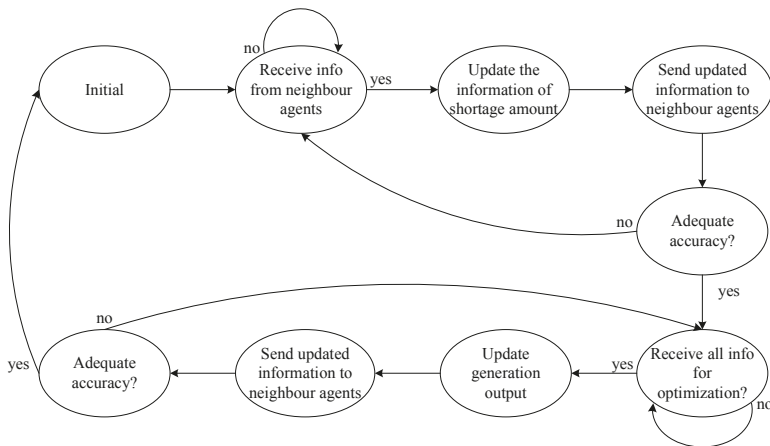 Initial
no
Receive info
from neighbour
agents
yes
Update the
information of
shortage amount
Send updated
information to
neighbour agents
no
Adequate
accuracy?
yes
no
yes
Adequate
accuracy?
Send updated
information to
neighbour agents
Update
generation
output
yes
Receive all info
for
optimization?
no